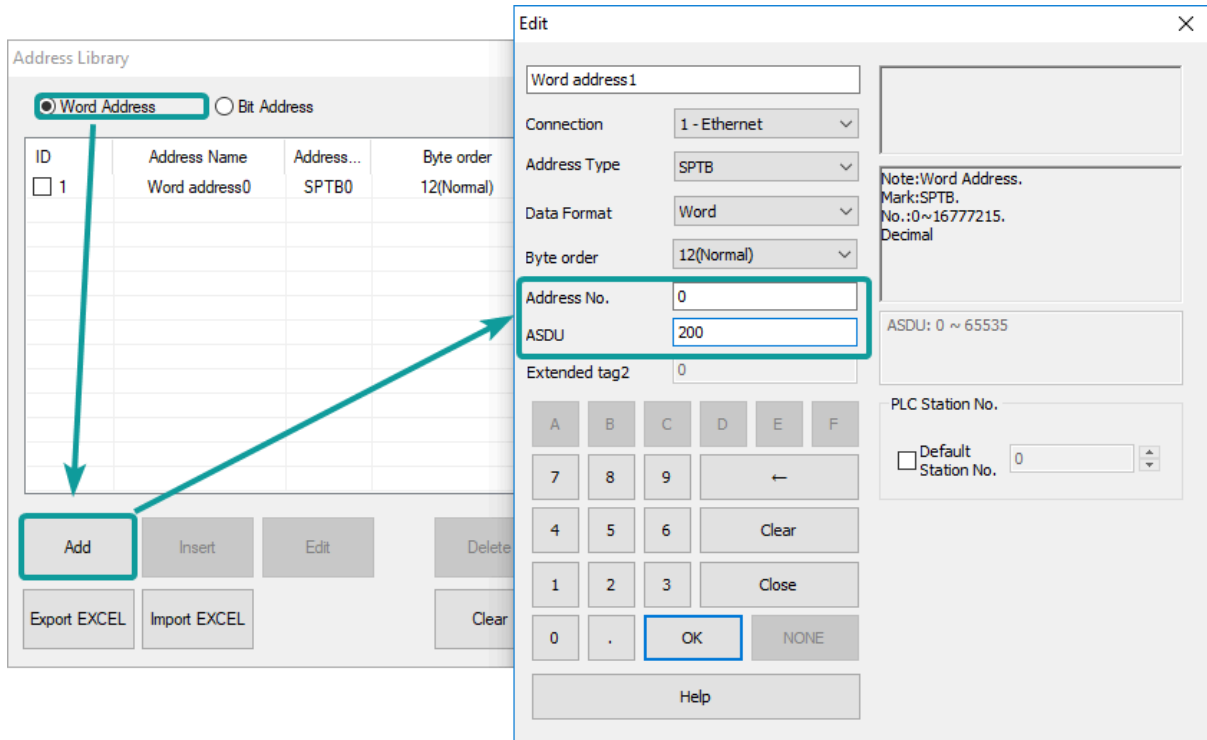 Address Library
Word Address
Bit Address
ID Address Name Address... Byte order
1 Word address0 SPTB0 12(Normal)
Add Insert Edit Delete
Export EXCEL Import EXCEL Clear
Edit
Word address1
Connection 1 - Ethernet
Address Type SPTB
Data Format Word
Byte order 12(Normal)
Address No. 0
ASDU 200
Extended tag2 0
A B C D E F
7 8 9 ←
4 5 6 Clear
1 2 3 Close
0 . OK NONE
Help
Note:Word Address.
Mark:SPTB.
No.:0~16777215.
Decimal
ASDU: 0 ~ 65535
PLC Station No.
Default
Station No. 0